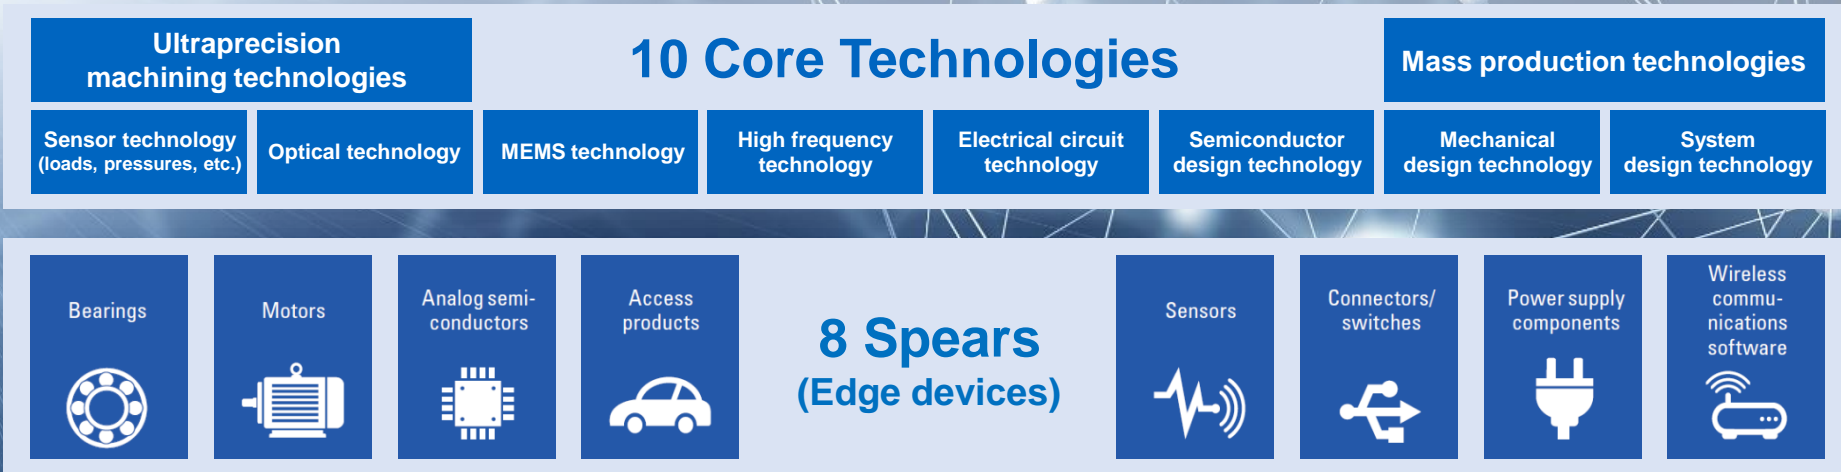 Ultraprecision
machining technologies
10 Core Technologies
Mass production technologies
Sensor technology
(loads, pressures, etc.)
Optical technology
MEMS technology
High frequency
technology
Electrical circuit
technology
Semiconductor
design technology
Mechanical
design technology
System
design technology
Bearings
Motors
Analog semi-
conductors
Access
products
8 Spears
(Edge devices)
Sensors
Connectors/
switches
Power supply
components
Wireless
commu-
nications
software